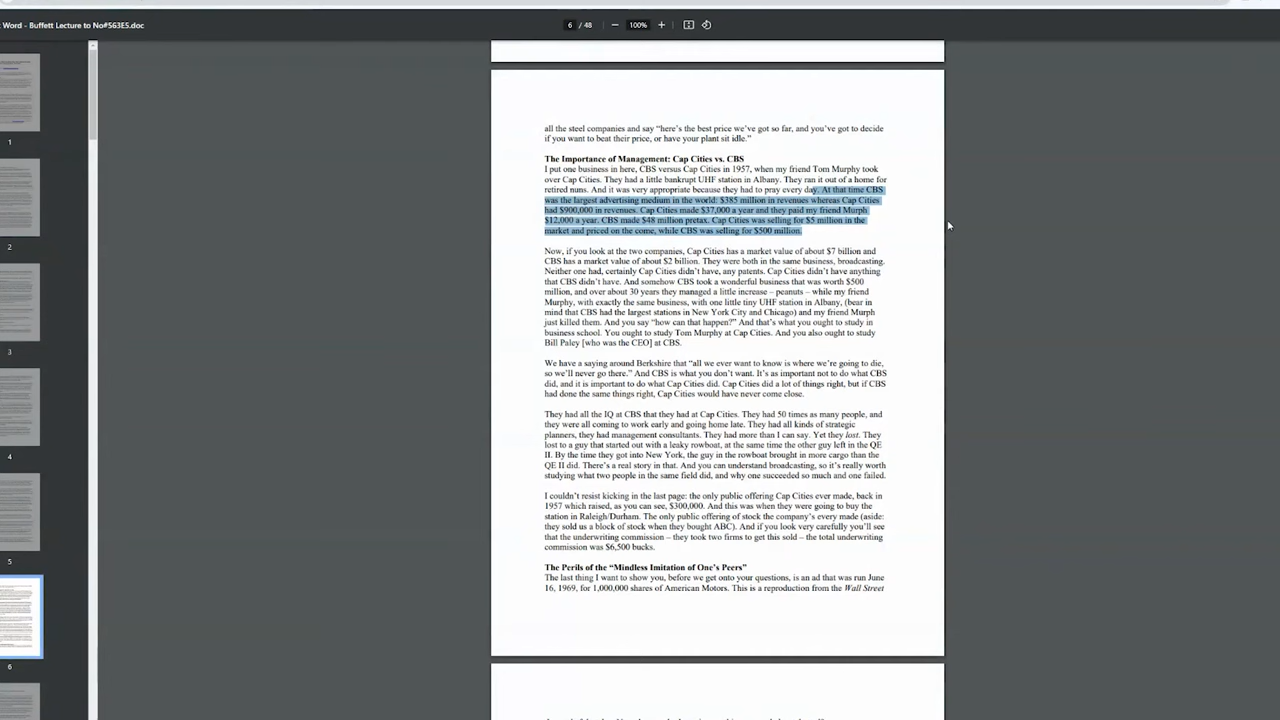 Word - Buffett Lecture to No#563E5.doc
6 / 48
100%
1
2
3
4
5
6
all the steel companies and say “here’s the best price we’ve got so far, and you’ve got to decide
if you want to beat their price, or have your plant sit idle.”
The Importance of Management: Cap Cities vs. CBS
I put one business in here, CBS versus Cap Cities in 1957, when my friend Tom Murphy took
over Cap Cities. They had a little bankrupt UHF station in Albany. They ran it out of a home for
retired nuns. And it was very appropriate because they had to pray every day. At that time CBS
was the largest advertising medium in the world: $385 million in revenues whereas Cap Cities
had $900,000 in revenues. Cap Cities made $37,000 a year and they paid my friend Murph
$12,000 a year. CBS made $48 million pretax. Cap Cities was selling for $5 million in the
market and priced on the come, while CBS was selling for $500 million.
Now, if you look at the two companies, Cap Cities has a market value of about $7 billion and
CBS has a market value of about $2 billion. They were both in the same business, broadcasting.
Neither one had, certainly Cap Cities didn’t have, any patents. Cap Cities didn’t have anything
that CBS didn’t have. And somehow CBS took a wonderful business that was worth $500
million, and over about 30 years they managed a little increase – peanuts – while my friend
Murphy, with exactly the same business, with one little tiny UHF station in Albany, (bear in
mind that CBS had the largest stations in New York City and Chicago) and my friend Murph
just killed them. And you say “how can that happen?” And that’s what you ought to study in
business school. You ought to study Tom Murphy at Cap Cities. And you also ought to study
Bill Paley [who was the CEO] at CBS.
We have a saying around Berkshire that “all we ever want to know is where we’re going to die,
so we’ll never go there.” And CBS is what you don’t want. It’s as important not to do what CBS
did, and it is important to do what Cap Cities did. Cap Cities did a lot of things right, but if CBS
had done the same things right, Cap Cities would have never come close.
They had all the IQ at CBS that they had at Cap Cities. They had 50 times as many people, and
they were all coming to work early and going home late. They had all kinds of strategic
planners, they had management consultants. They had more than I can say. Yet they lost. They
lost to a guy that started out with a leaky rowboat, at the same time the other guy left in the QE
II. By the time they got into New York, the guy in the rowboat brought in more cargo than the
QE II did. There’s a real story in that. And you can understand broadcasting, so it’s really worth
studying what two people in the same field did, and why one succeeded so much and one failed.
I couldn’t resist kicking in the last page: the only public offering Cap Cities ever made, back in
1957 which raised, as you can see, $300,000. And this was when they were going to buy the
station in Raleigh/Durham. The only public offering of stock the company’s every made (aside:
they sold us a block of stock when they bought ABC). And if you look very carefully you’ll see
that the underwriting commission – they took two firms to get this sold – the total underwriting
commission was $6,500 bucks.
The Perils of the “Mindless Imitation of One’s Peers”
The last thing I want to show you, before we get onto your questions, is an ad that was run June
16, 1969, for 1,000,000 shares of American Motors. This is a reproduction from the Wall Street